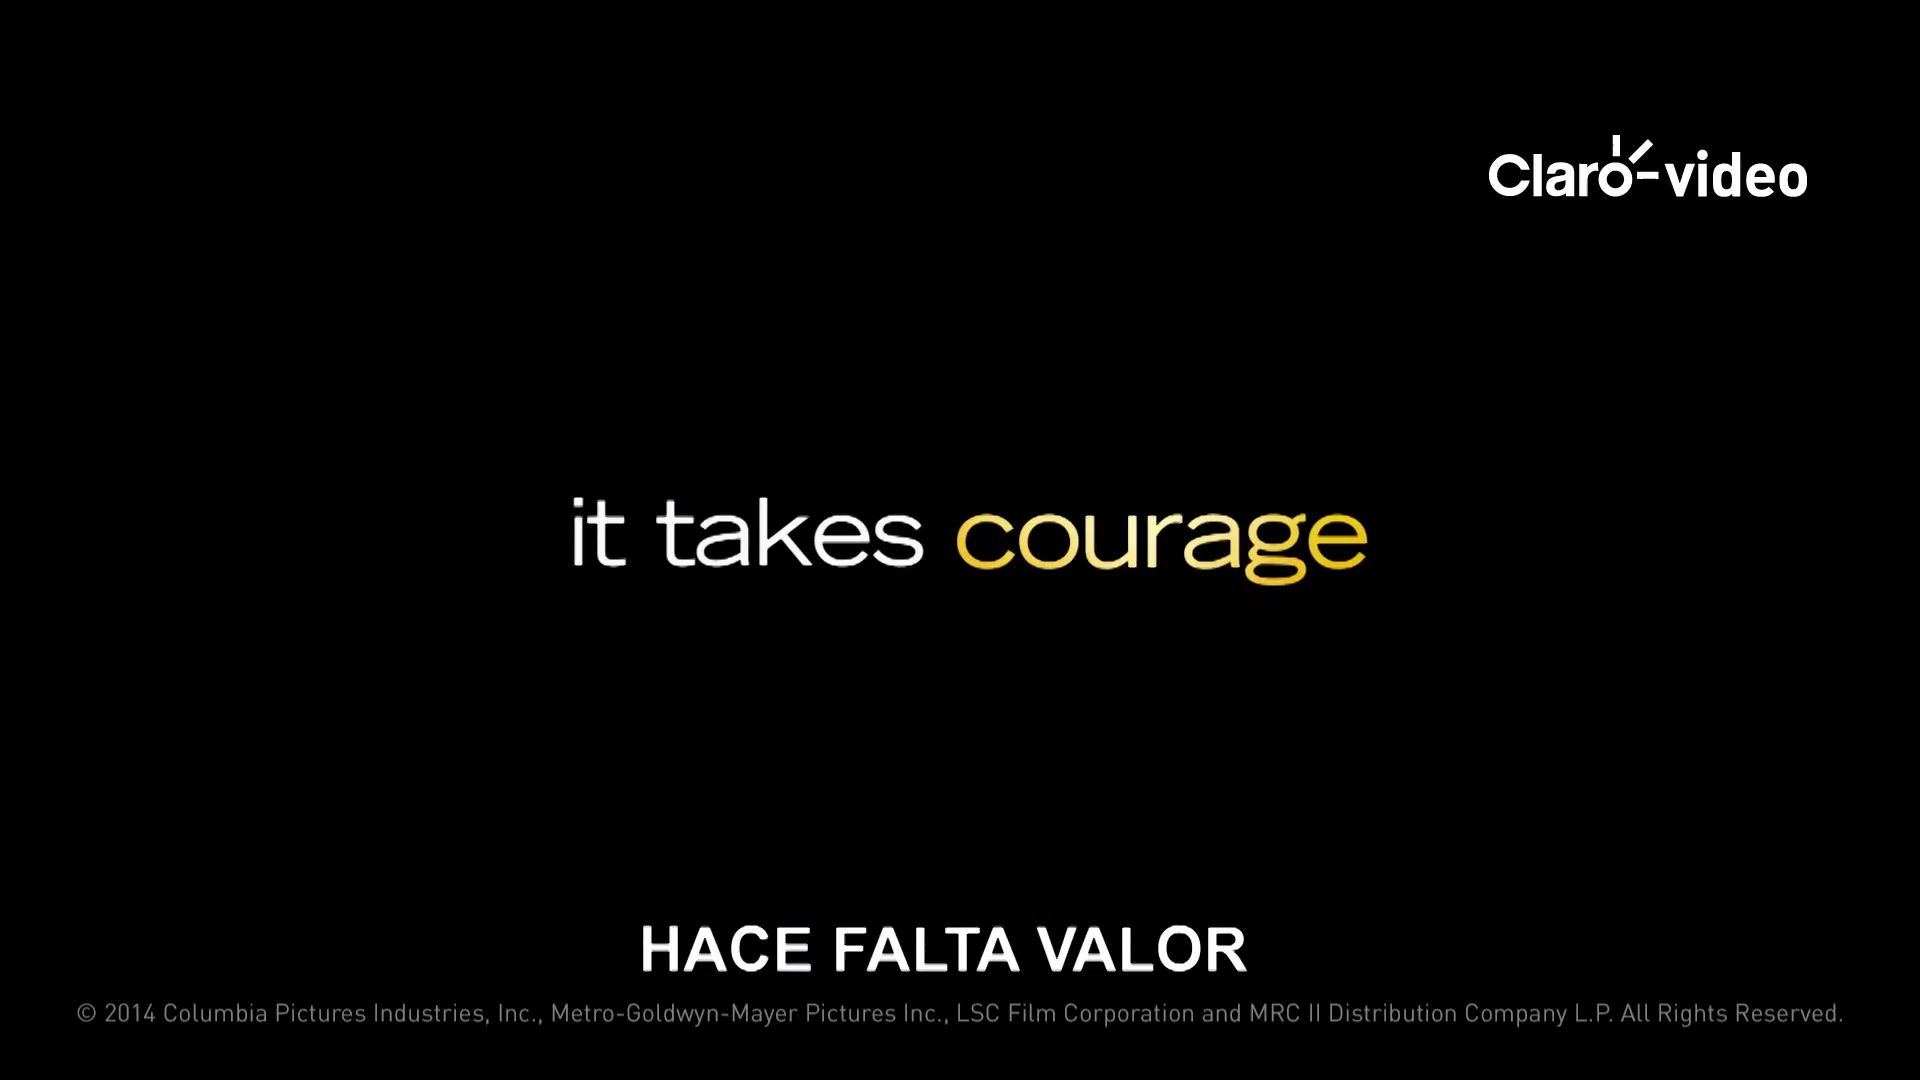 Claro-video
it takes courage
HACE FALTA VALOR
© 2014 Columbia Pictures Industries, Inc., Metro-Goldwyn-Mayer Pictures Inc., LSC Film Corporation and MRC II Distribution Company L.P. All Rights Reserved.